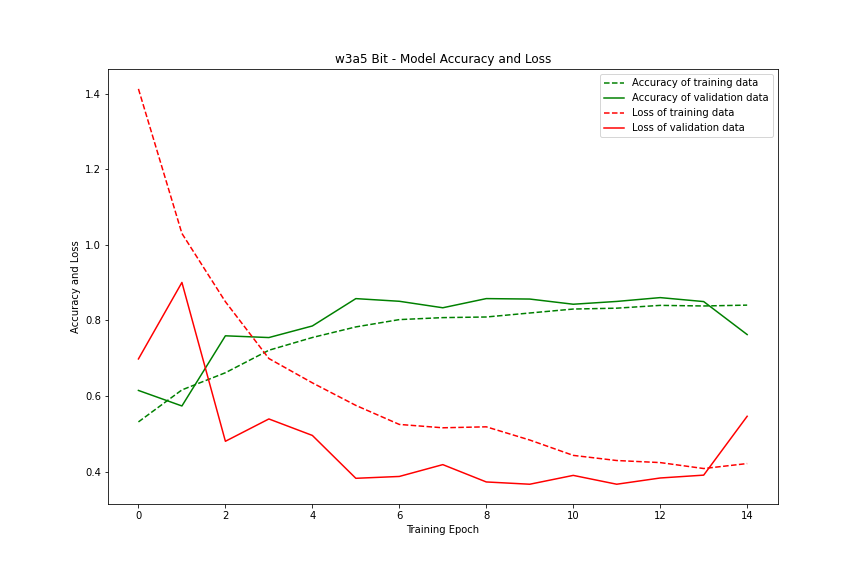 w3a5 Bit - Model Accuracy and Loss
Accuracy of training data
Accuracy of validation data
Loss of training data
Loss of validation data
1.4
1.2
1.0
0.8
0.6
0.4
Accuracy and Loss
0 2 4 6 8 10 12 14
Training Epoch